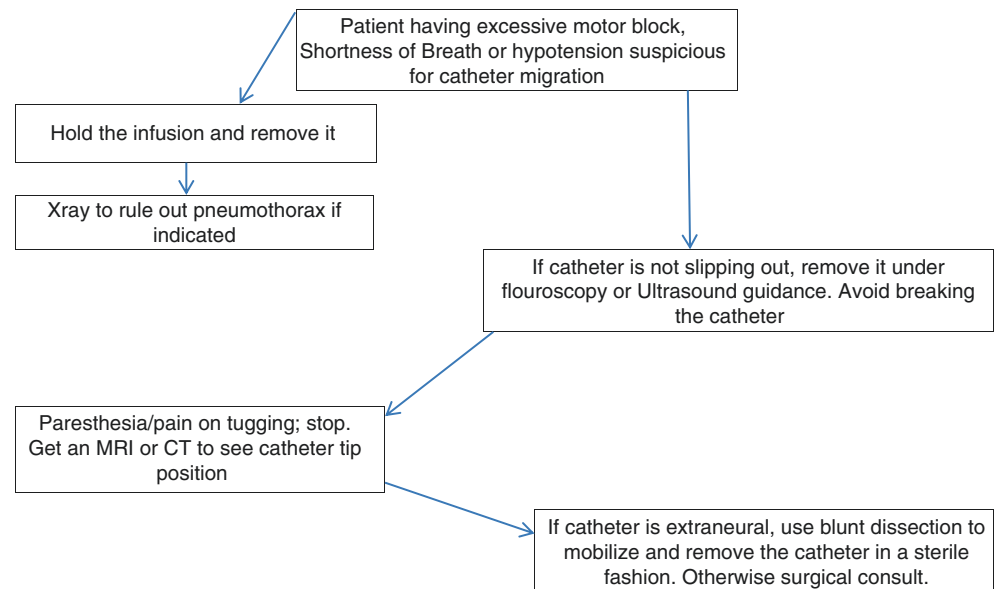 Patient having excessive motor block,
Shortness of Breath or hypotension suspicious
for catheter migration
Hold the infusion and remove it
Xray to rule out pneumothorax if
indicated
If catheter is not slipping out, remove it under
flouroscopy or Ultrasound guidance. Avoid breaking
the catheter
Paresthesia/pain on tugging; stop.
Get an MRI or CT to see catheter tip
position
If catheter is extraneural, use blunt dissection to
mobilize and remove the catheter in a sterile
fashion. Otherwise surgical consult.